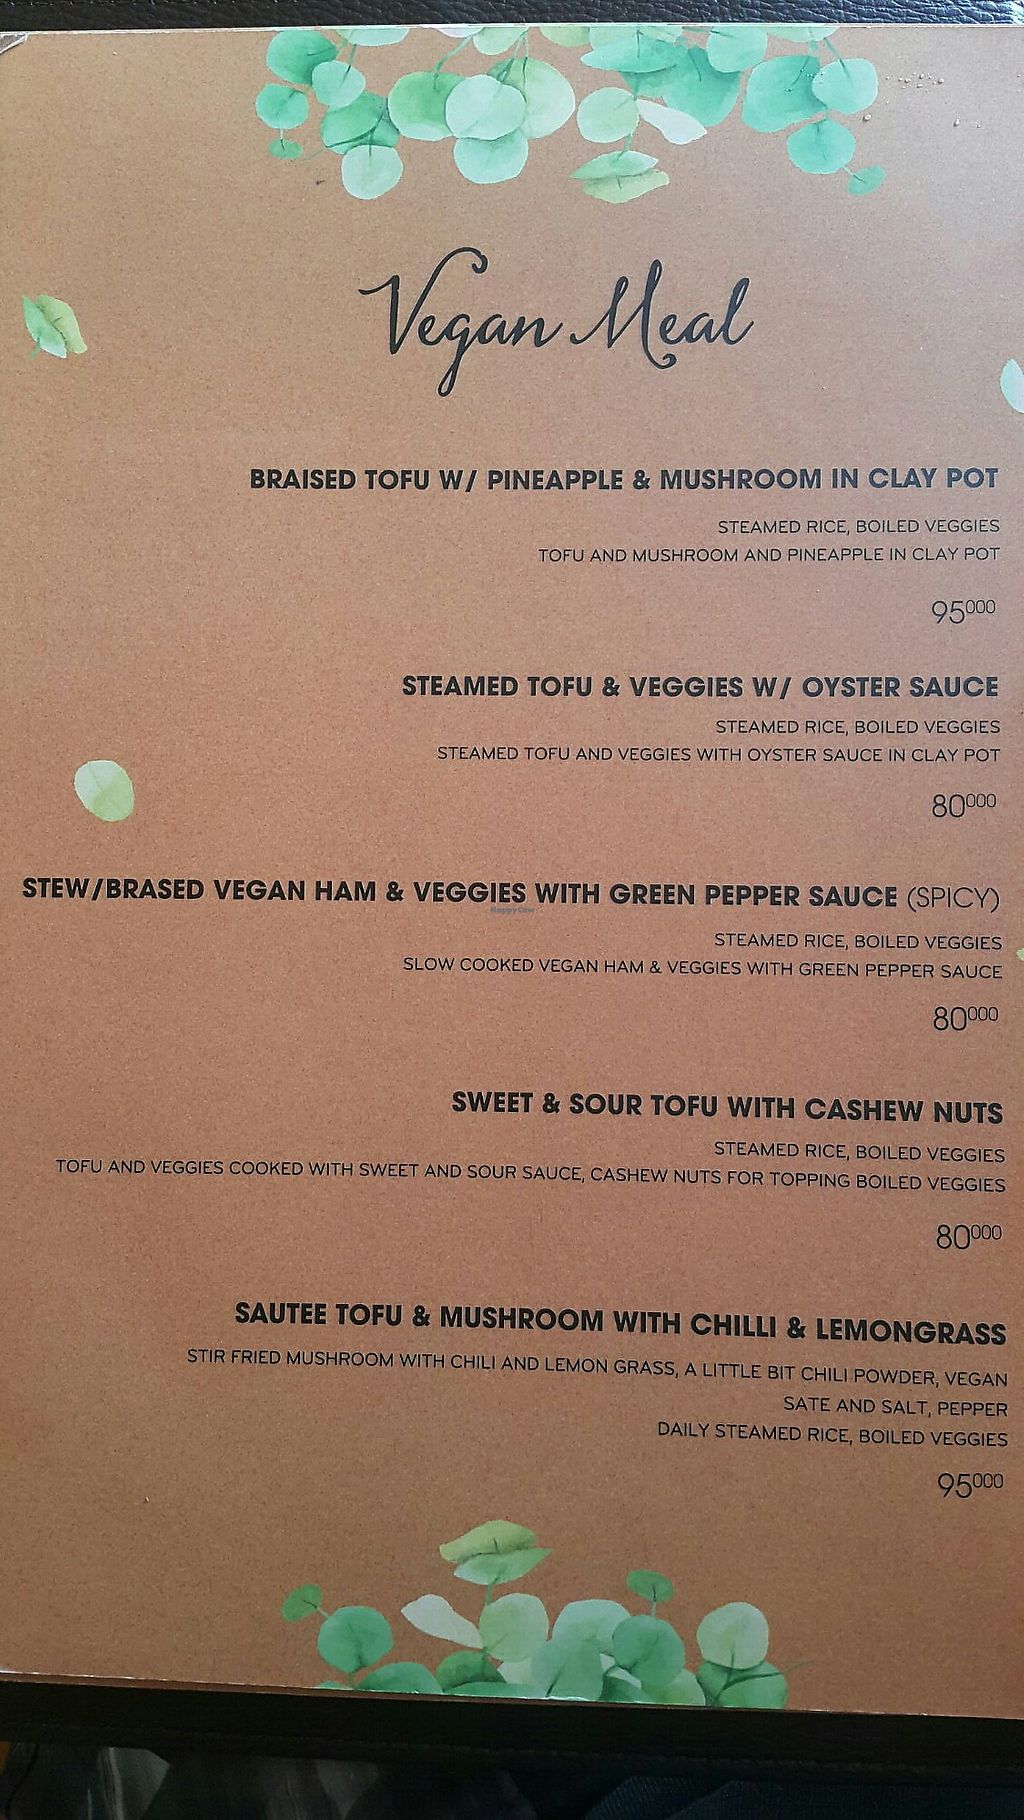 Vegan Meal
BRAISED TOFU W/ PINEAPPLE & MUSHROOM IN CLAY POT
STEAMED RICE, BOILED VEGGIES
TOFU AND MUSHROOM AND PINEAPPLE IN CLAY POT
95000
STEAMED TOFU & VEGGIES W/ OYSTER SAUCE
STEAMED RICE, BOILED VEGGIES
STEAMED TOFU AND VEGGIES WITH OYSTER SAUCE IN CLAY POT
80000
STEW/BRASED VEGAN HAM & VEGGIES WITH GREEN PEPPER SAUCE (SPICY)
HappyCow
STEAMED RICE, BOILED VEGGIES
SLOW COOKED VEGAN HAM & VEGGIES WITH GREEN PEPPER SAUCE
80000
SWEET & SOUR TOFU WITH CASHEW NUTS
STEAMED RICE, BOILED VEGGIES
TOFU AND VEGGIES COOKED WITH SWEET AND SOUR SAUCE, CASHEW NUTS FOR TOPPING BOILED VEGGIES
80000
SAUTEE TOFU & MUSHROOM WITH CHILLI & LEMONGRASS
STIR FRIED MUSHROOM WITH CHILI AND LEMON GRASS, A LITTLE BIT CHILI POWDER, VEGAN
SATE AND SALT, PEPPER
DAILY STEAMED RICE, BOILED VEGGIES
95000